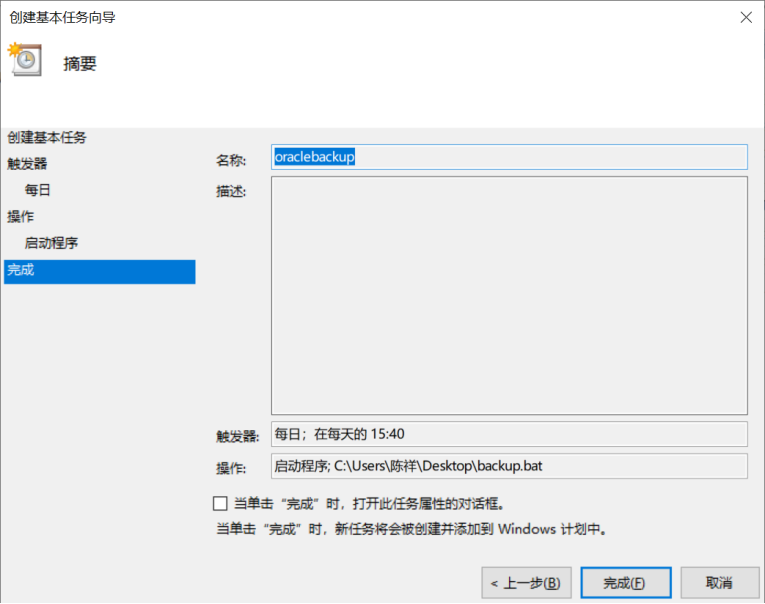 创建基本任务向导
摘要
创建基本任务
触发器
每日
操作
启动程序
完成
名称: oraclebackup
描述:
触发器: 每日；在每天的 15:40
操作: 启动程序; C:\Users\陈祥\Desktop\backup.bat
当单击“完成”时，打开此任务属性的对话框。
当单击“完成”时，新任务将会被创建并添加到 Windows 计划中。
< 上一步(B) 完成(F) 取消